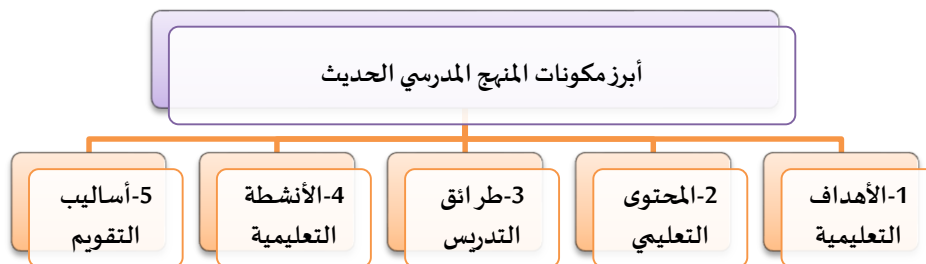 أبرز مكونات المنهج المدرسي الحديث
1-الأهداف
التعليمية
2-المحتوى
التعليمي
3-طرائق
التدريس
4-الأنشطة
التعليمية
5-أساليب
التقويم